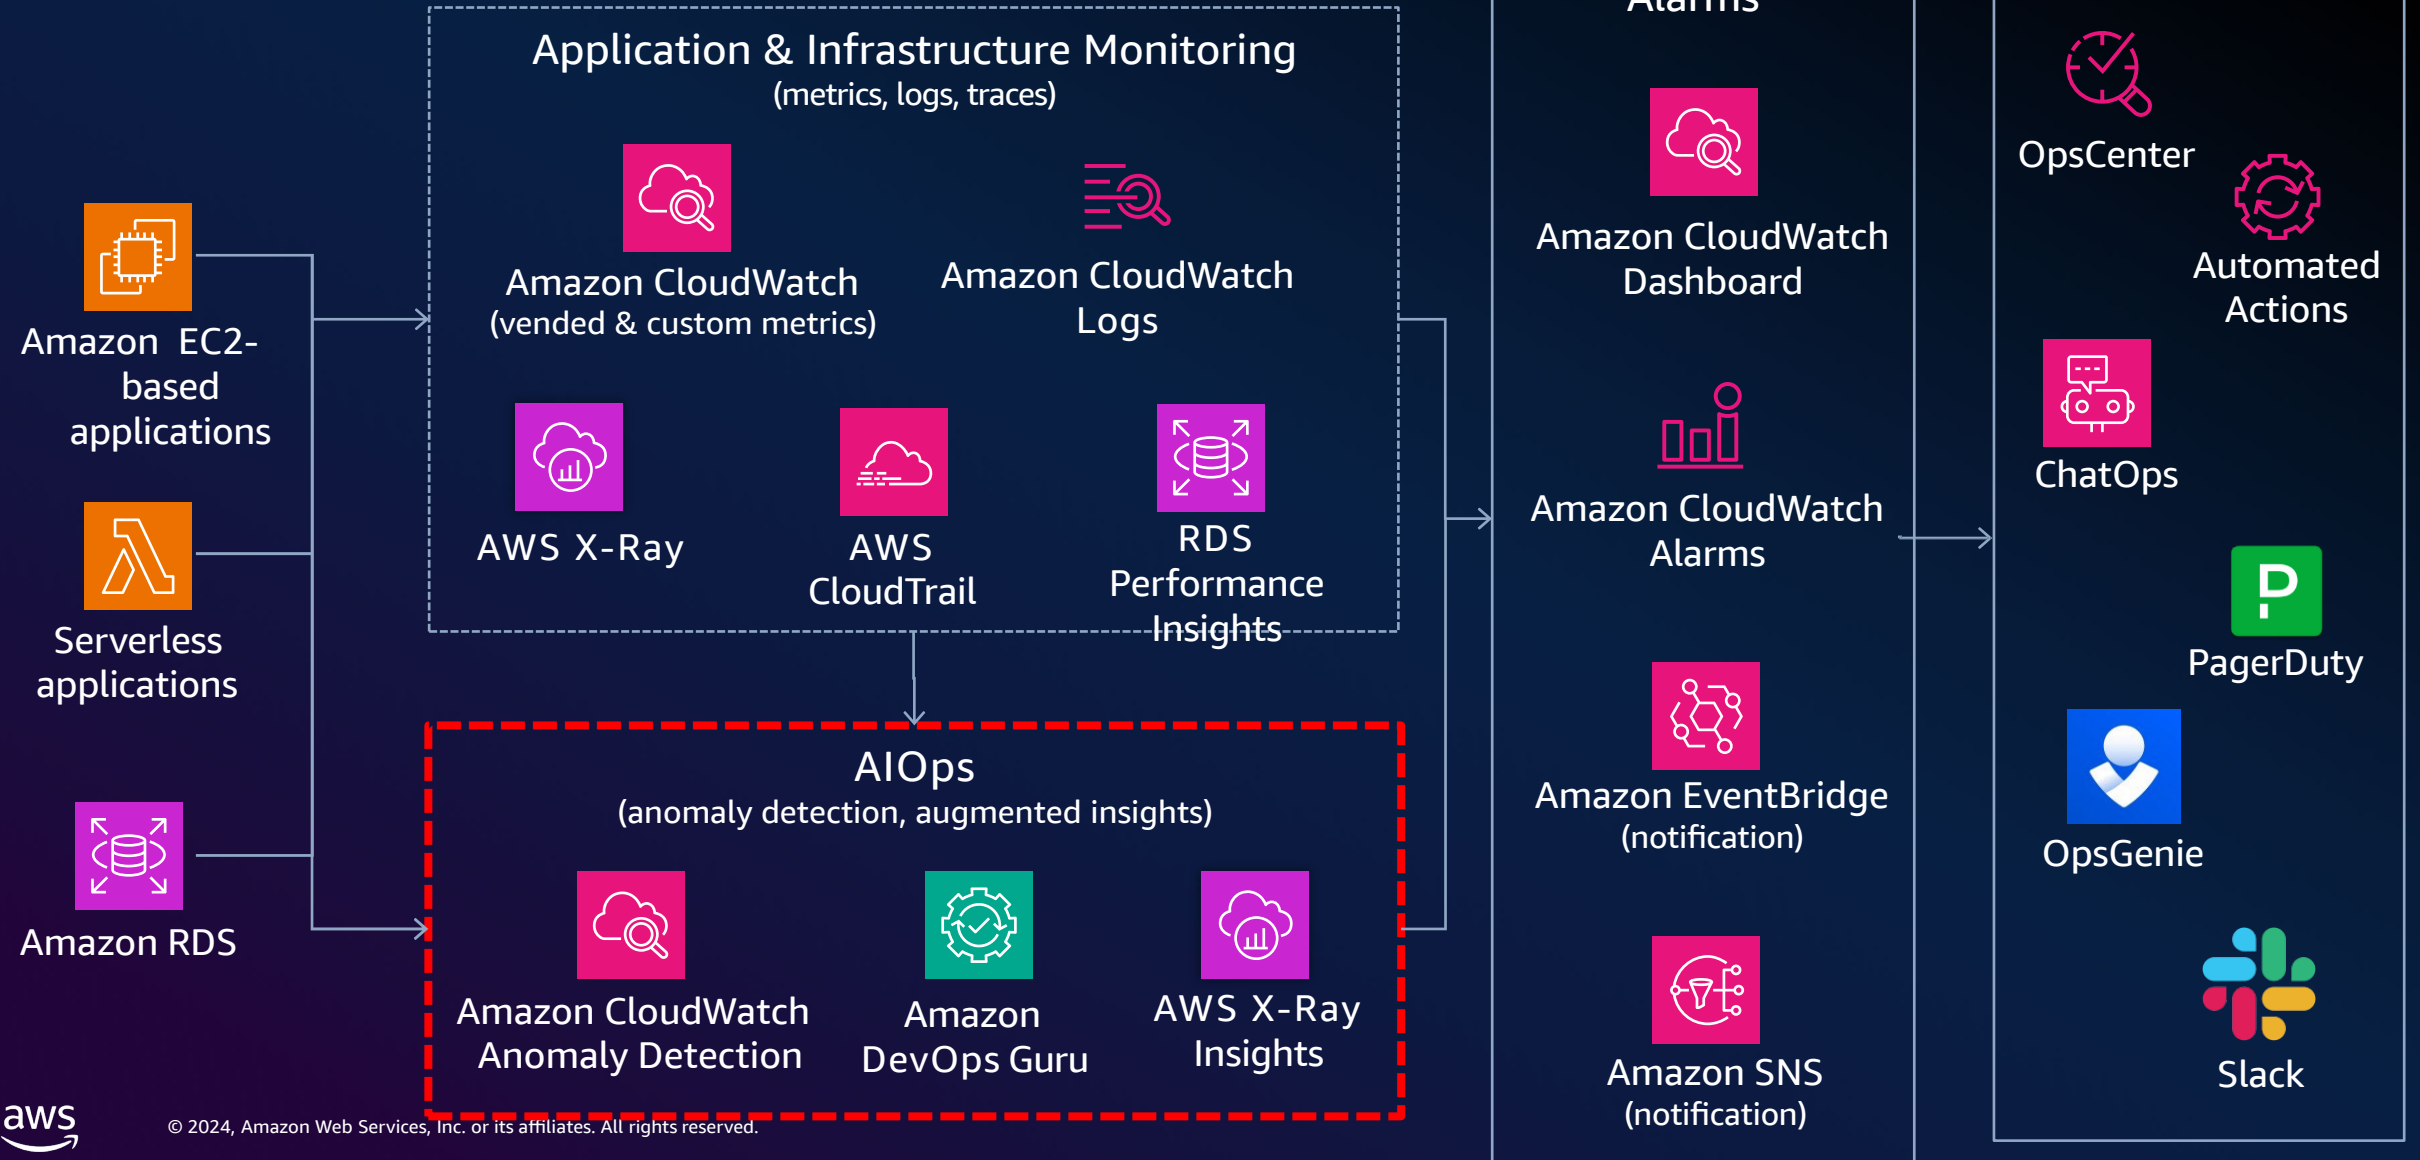 Application & Infrastructure Monitoring
(metrics, logs, traces)
Amazon CloudWatch
(vended & custom metrics)
Amazon CloudWatch
Logs
AWS X-Ray
AWS
CloudTrail
RDS
Performance
Insights
Amazon EC2-
based
applications
Serverless
applications
Amazon RDS
AIOps
(anomaly detection, augmented insights)
Amazon CloudWatch
Anomaly Detection
Amazon
DevOps Guru
AWS X-Ray
Insights
Alarms
Amazon CloudWatch
Dashboard
Amazon CloudWatch
Alarms
Amazon EventBridge
(notification)
Amazon SNS
(notification)
OpsCenter
Automated
Actions
ChatOps
P
PagerDuty
OpsGenie
Slack
aws
© 2024, Amazon Web Services, Inc. or its affiliates. All rights reserved.